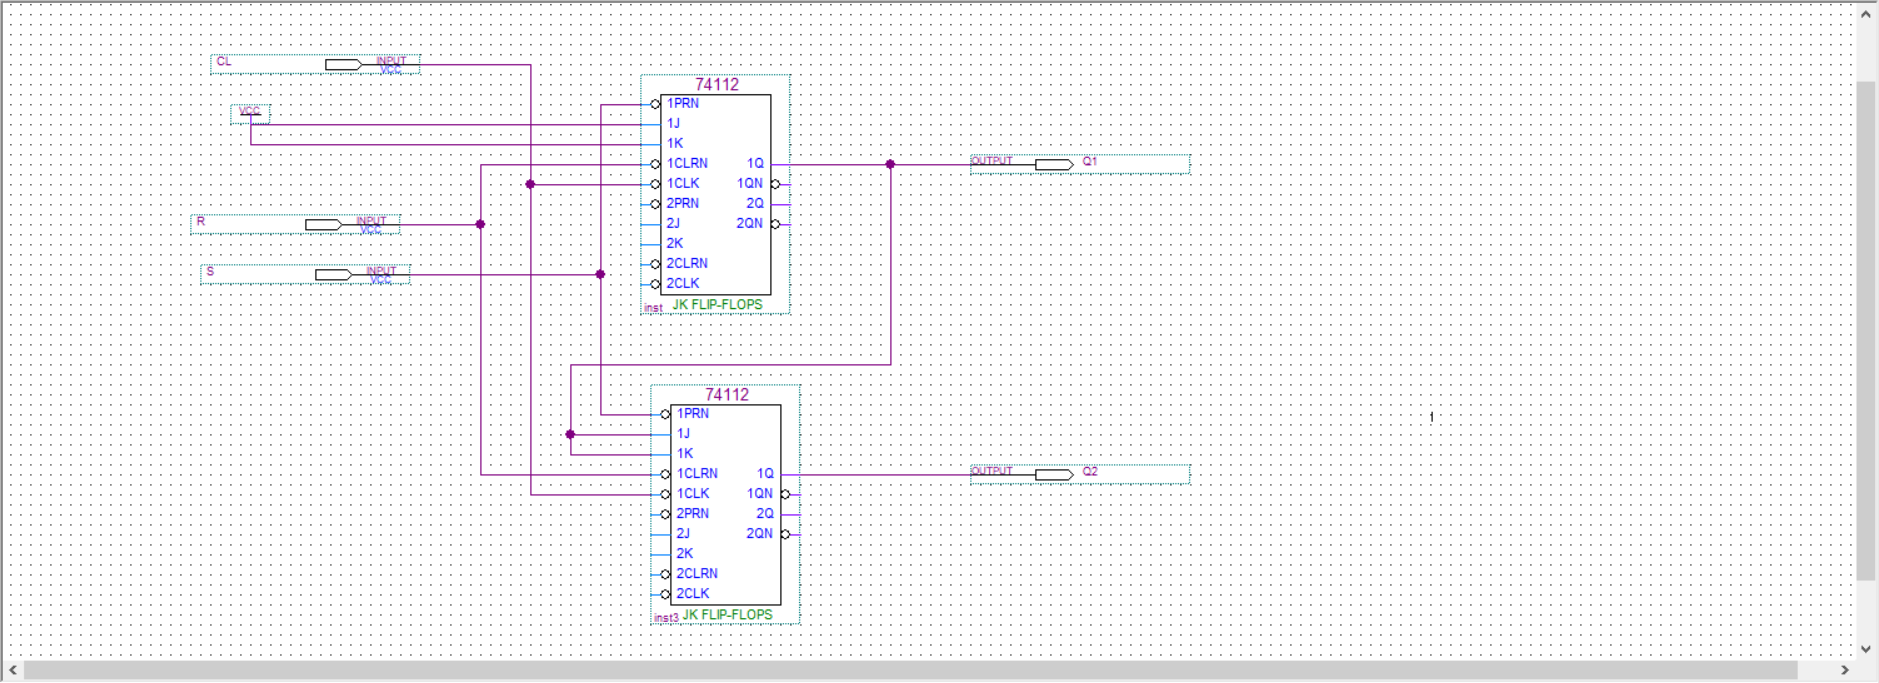 CL INPUT
VCC
VCC
R INPUT
VCC
S INPUT
VCC
74112
1PRN
1J
1K
1CLRN 1Q
1CLK 1QN
2PRN 2Q
2J 2QN
2K
2CLRN
2CLK
inst JK FLIP-FLOPS
OUTPUT Q1
74112
1PRN
1J
1K
1CLRN 1Q
1CLK 1QN
2PRN 2Q
2J 2QN
2K
2CLRN
2CLK
inst3 JK FLIP-FLOPS
OUTPUT Q2